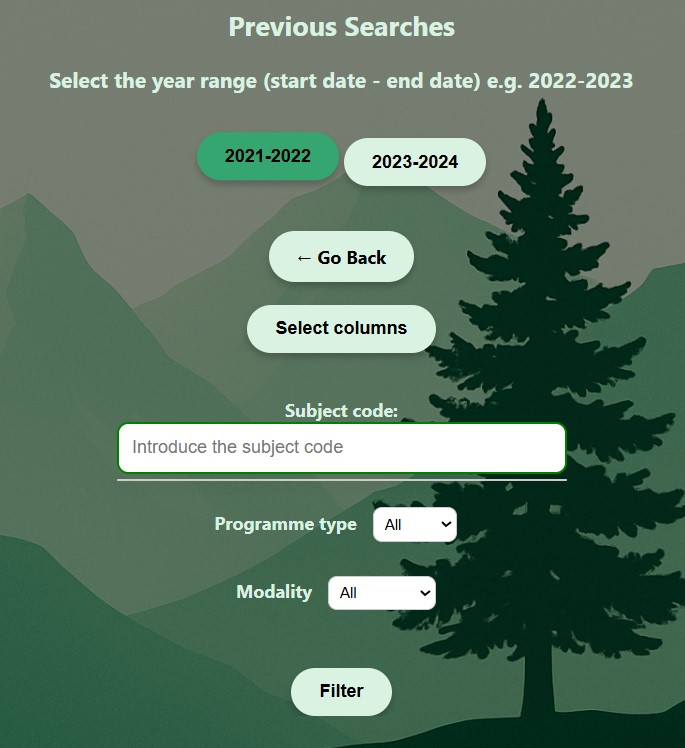 Previous Searches
Select the year range (start date - end date) e.g. 2022-2023
2021-2022 2023-2024
← Go Back
Select columns
Subject code:
Introduce the subject code
Programme type All
Modality All
Filter